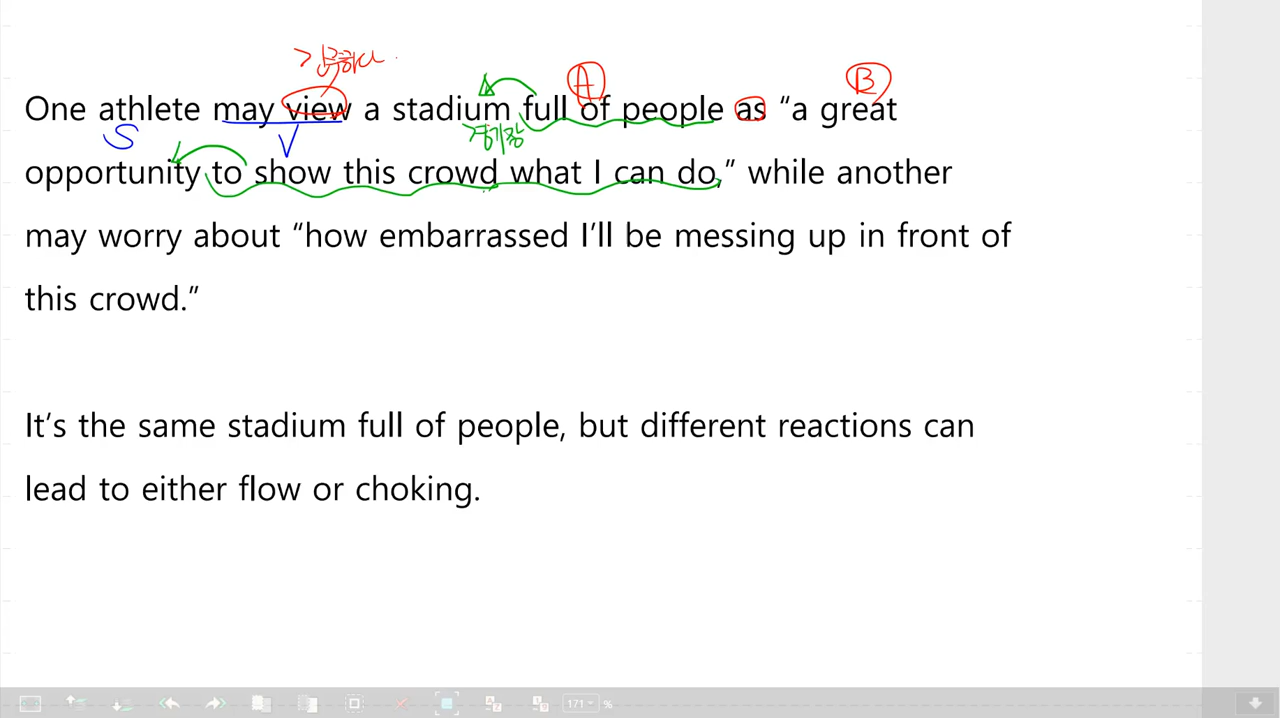 간주하다
A
B
One athlete may view a stadium full of people as “a great
S
V
경기장
opportunity to show this crowd what I can do,” while another
may worry about “how embarrassed I’ll be messing up in front of
this crowd.”
It’s the same stadium full of people, but different reactions can
lead to either flow or choking.
171
%